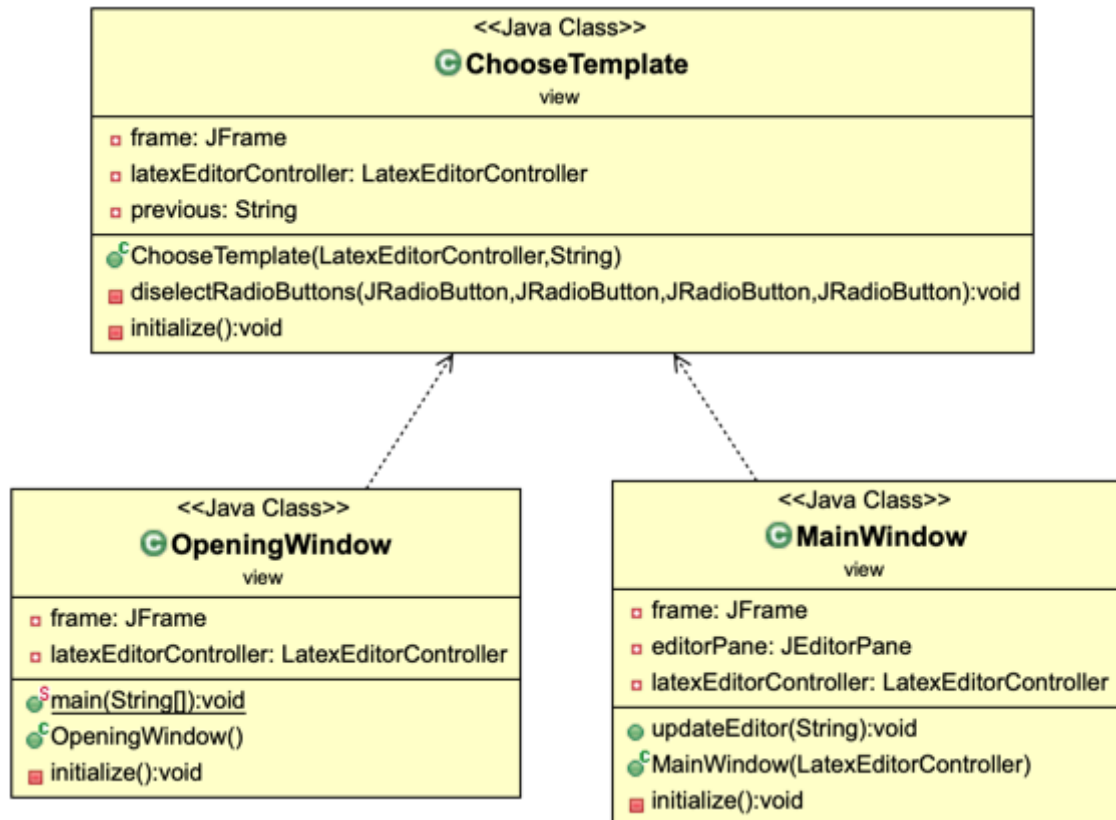 <<Java Class>>
ChooseTemplate
view
frame: JFrame
latexEditorController: LatexEditorController
previous: String
ChooseTemplate(LatexEditorController,String)
diselectRadioButtons(JRadioButton,JRadioButton,JRadioButton,JRadioButton):void
initialize():void
<<Java Class>>
OpeningWindow
view
frame: JFrame
latexEditorController: LatexEditorController
main(String[]):void
OpeningWindow()
initialize():void
<<Java Class>>
MainWindow
view
frame: JFrame
editorPane: JEditorPane
latexEditorController: LatexEditorController
updateEditor(String):void
MainWindow(LatexEditorController)
initialize():void